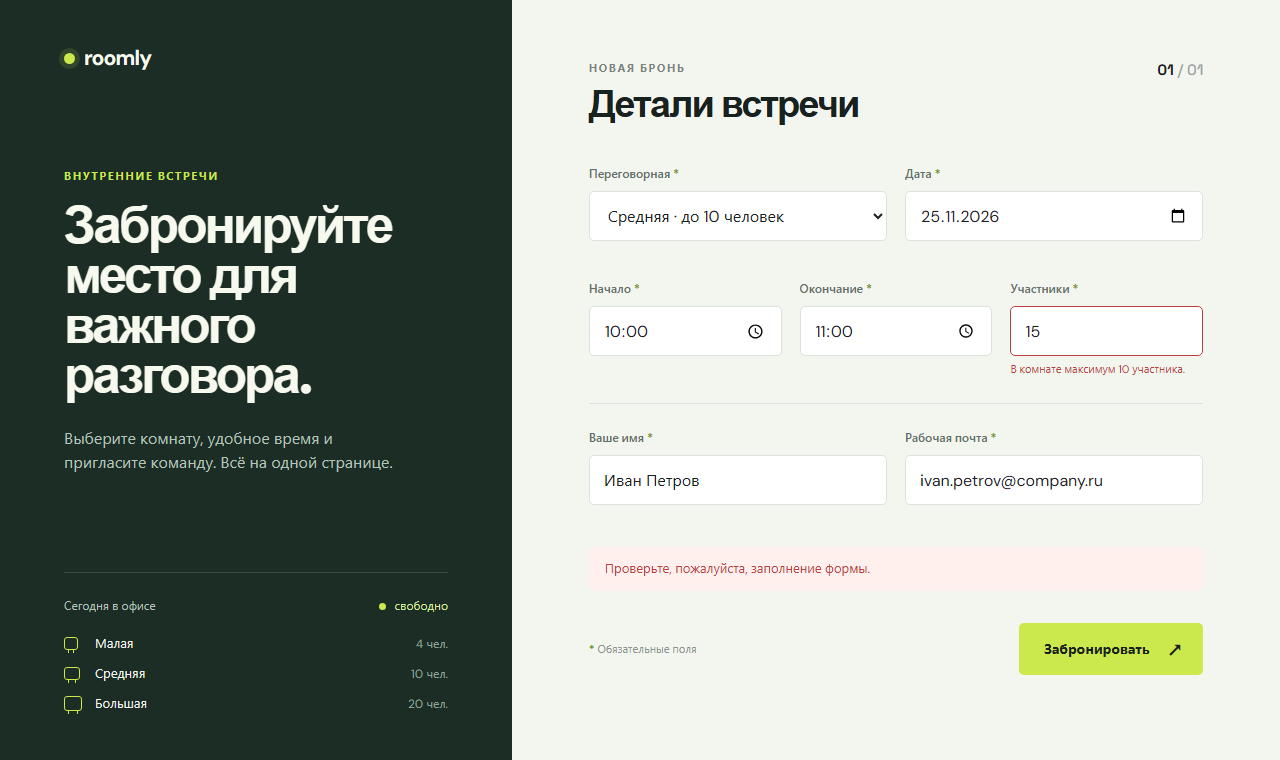 roomly
ВНУТРЕННИЕ ВСТРЕЧИ
Забронируйте
место для
важного
разговора.
Выберите комнату, удобное время и
пригласите команду. Всё на одной странице.
Сегодня в офисе
свободно
Малая 4 чел.
Средняя 10 чел.
Большая 20 чел.
НОВАЯ БРОНЬ
01 / 01
Детали встречи
Переговорная * Дата *
Средняя · до 10 человек 25.11.2026
Начало * Окончание * Участники *
10:00 11:00 15
В комнате максимум 10 участника.
Ваше имя * Рабочая почта *
Иван Петров ivan.petrov@company.ru
Проверьте, пожалуйста, заполнение формы.
* Обязательные поля
Забронировать ↗